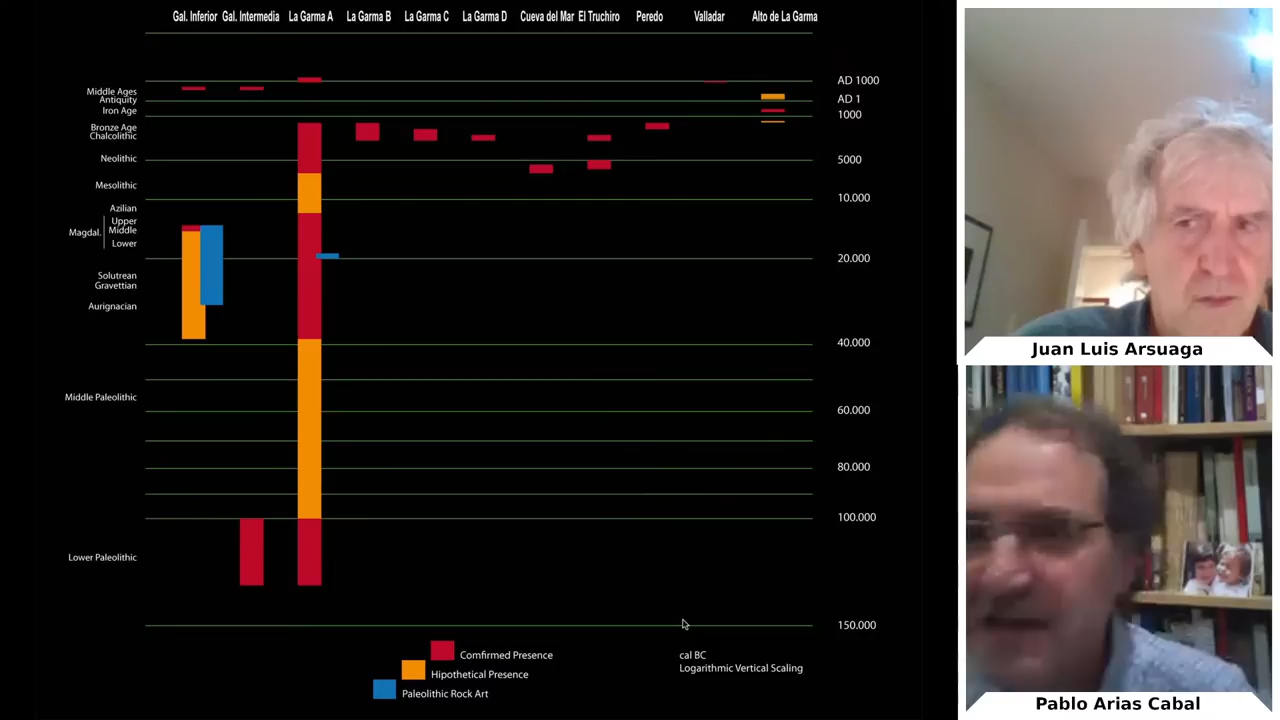 Gal. Inferior Gal. Intermedia La Garma A La Garma B La Garma C La Garma D Cueva del Mar El Truchiro Peredo Valladar Alto de La Garma
AD 1000
Middle Ages
Antiquity
AD 1
Iron Age
1000
Bronze Age
Chalcolithic
Neolithic
5000
Mesolithic
10.000
Azilian
Upper
Magdal. Middle
Lower
20.000
Solutrean
Gravettian
Aurignacian
40.000
Middle Paleolithic
60.000
80.000
100.000
Lower Paleolithic
150.000
Comfirmed Presence
Hipothetical Presence
Paleolithic Rock Art
cal BC
Logarithmic Vertical Scaling
Juan Luis Arsuaga
Pablo Arias Cabal